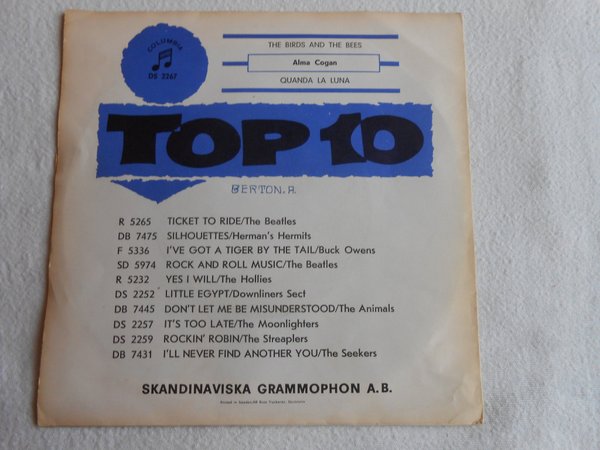 COLUMBIA
DS 2267
THE BIRDS AND THE BEES
Alma Cogan
QUANDA LA LUNA
TOP 10
BERTON. A
R 5265 TICKET TO RIDE/The Beatles
DB 7475 SILHOUETTES/Herman's Hermits
F 5336 I'VE GOT A TIGER BY THE TAIL/Buck Owens
SD 5974 ROCK AND ROLL MUSIC/The Beatles
R 5232 YES I WILL/The Hollies
DS 2252 LITTLE EGYPT/Downliners Sect
DB 7445 DON'T LET ME BE MISUNDERSTOOD/The Animals
DS 2257 IT'S TOO LATE/The Moonlighters
DS 2259 ROCKIN' ROBIN/The Streaplers
DB 7431 I'LL NEVER FIND ANOTHER YOU/The Seekers
SKANDINAVISKA GRAMMOPHON A.B.
Printed in Sweden